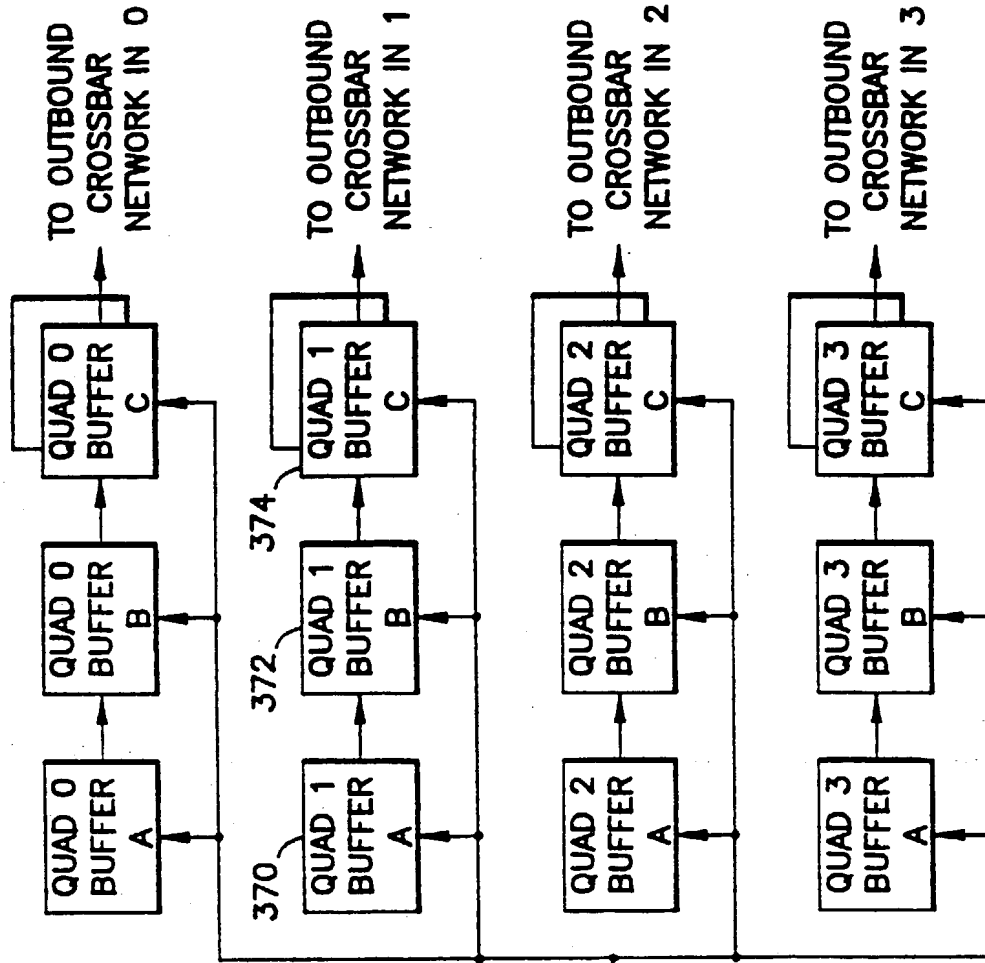 QUAD 0
BUFFER
A
QUAD 0
BUFFER
B
QUAD 0
BUFFER
C
TO OUTBOUND
CROSSBAR
NETWORK IN 0
370
QUAD 1
BUFFER
A
372
QUAD 1
BUFFER
B
374
QUAD 1
BUFFER
C
TO OUTBOUND
CROSSBAR
NETWORK IN 1
QUAD 2
BUFFER
A
QUAD 2
BUFFER
B
QUAD 2
BUFFER
C
TO OUTBOUND
CROSSBAR
NETWORK IN 2
QUAD 3
BUFFER
A
QUAD 3
BUFFER
B
QUAD 3
BUFFER
C
TO OUTBOUND
CROSSBAR
NETWORK IN 3